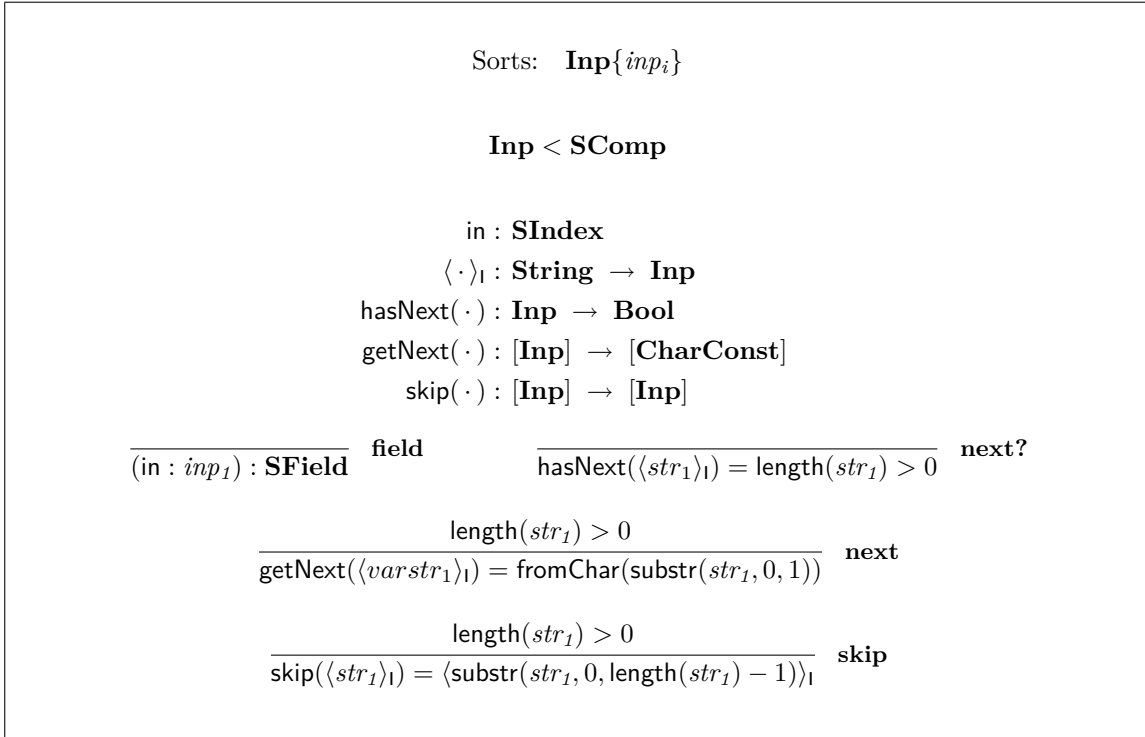 Sorts: Inp{inp_i}
Inp < SComp
in : SIndex
⟨ · ⟩_I : String → Inp
hasNext( · ) : Inp → Bool
getNext( · ) : [Inp] → [CharConst]
skip( · ) : [Inp] → [Inp]
(in : inp_1) : SField field hasNext(⟨str_1⟩_I) = length(str_1) > 0 next?
length(str_1) > 0
getNext(⟨varstr_1⟩_I) = fromChar(substr(str_1, 0, 1)) next
length(str_1) > 0
skip(⟨str_1⟩_I) = ⟨substr(str_1, 0, length(str_1) − 1)⟩_I skip